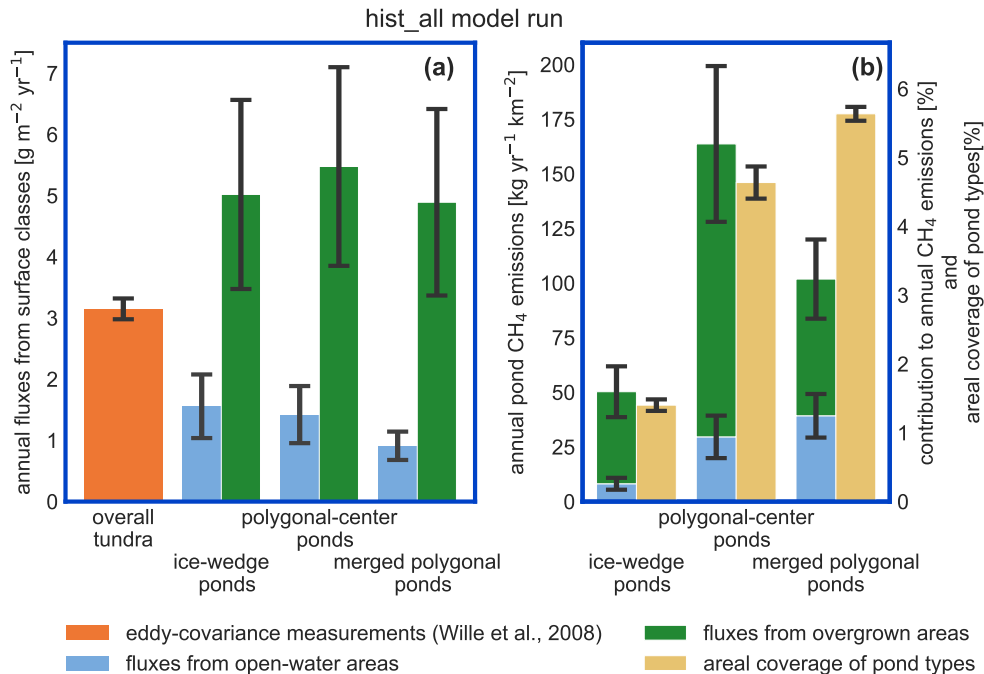 hist_all model run
(a)
annual fluxes from surface classes [g m⁻² yr⁻¹]
7
6
5
4
3
2
1
0
overall
tundra
polygonal-center
ponds
ice-wedge
ponds
merged polygonal
ponds
(b)
annual pond CH₄ emissions [kg yr⁻¹ km⁻²]
200
175
150
125
100
75
50
25
0
6
5
4
3
2
1
0
contribution to annual CH₄ emissions [%]
and
areal coverage of pond types[%]
polygonal-center
ponds
ice-wedge
ponds
merged polygonal
ponds
eddy-covariance measurements (Wille et al., 2008)
fluxes from open-water areas
fluxes from overgrown areas
areal coverage of pond types